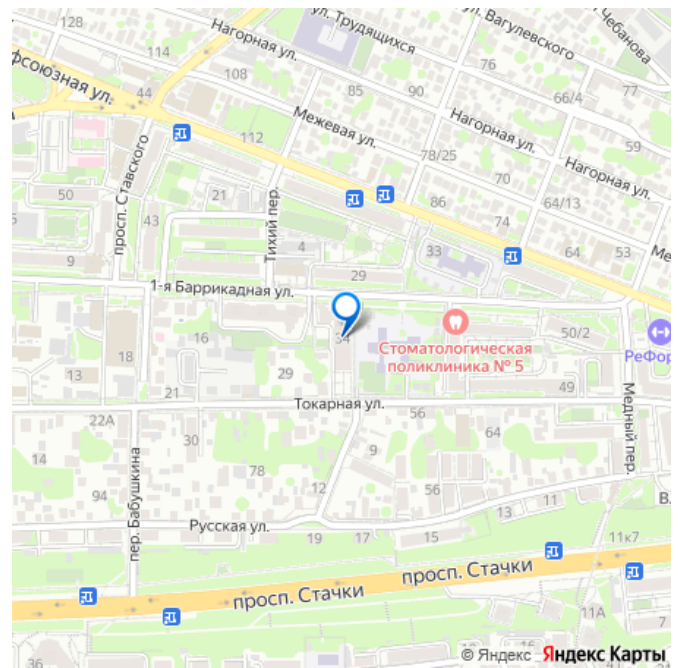 128
ул. Трудящихся
ул. Вагулевского
Чебанова
Нагорная ул.
фсоюзная ул.
114
108
76
77
44
85
90
66/4
Нагорная ул.
Межевая ул.
59
112
78/25
Нагорная ул.
просп. Ставского
70
50
21
86
64/13
43
Тихий пер.
74
4
33
64
53
9
29
1-я Баррикадная ул.
16
34
Стоматологическая
поликлиника № 5
50/2
РеФор
18
13
29
21
49
Токарная ул.
Медный пер.
22А
56
30
64
14
9
78
пер. Бабушкина
94
12
56
11
13
В.
Русская ул.
19
17
15
11к7
просп. Стачки
просп. Стачки
11А
7
36
© Яндекс Яндекс Карты